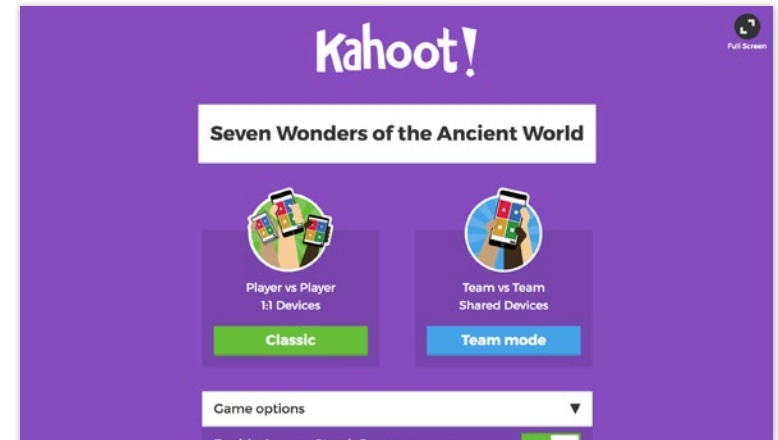 Kahoot!
Full Screen
Seven Wonders of the Ancient World
Player vs Player
1:1 Devices
Classic
Team vs Team
Shared Devices
Team mode
Game options